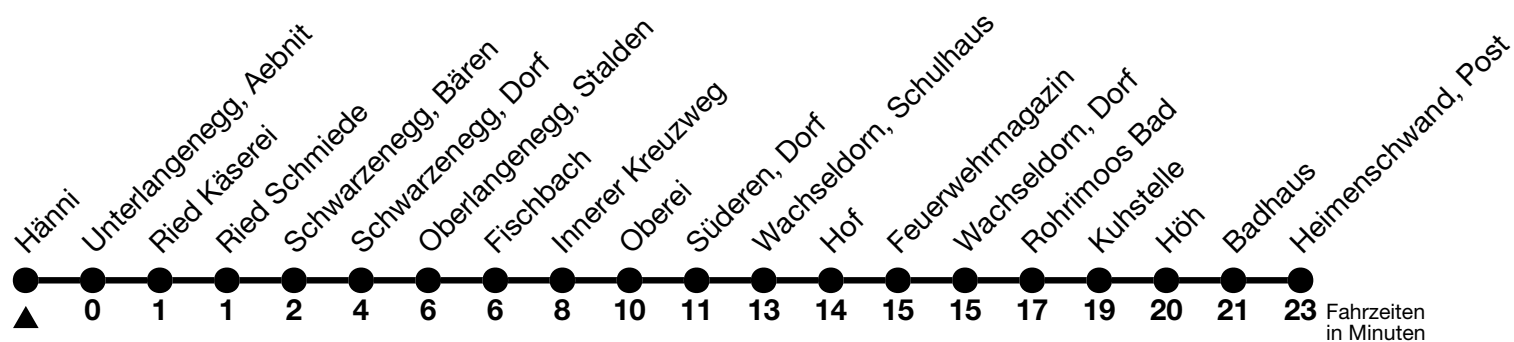 Hänni
Unterlangenegg, Aebnit
Ried Käserei
Ried Schmiede
Schwarzenegg, Bären
Schwarzenegg, Dorf
Oberlangenegg, Stalden
Fischbach
Innerer Kreuzweg
Oberei
Süderen, Dorf
Wachseldorn, Schulhaus
Hof
Feuerwehrmagazin
Wachseldorn, Dorf
Rohrimoos Bad
Kuhstelle
Höh
Badhaus
Heimenschwand, Post
0 1 1 2 4 6 6 8 10 11 13 14 15 15 17 19 20 21 23
Fahrzeiten
in Minuten